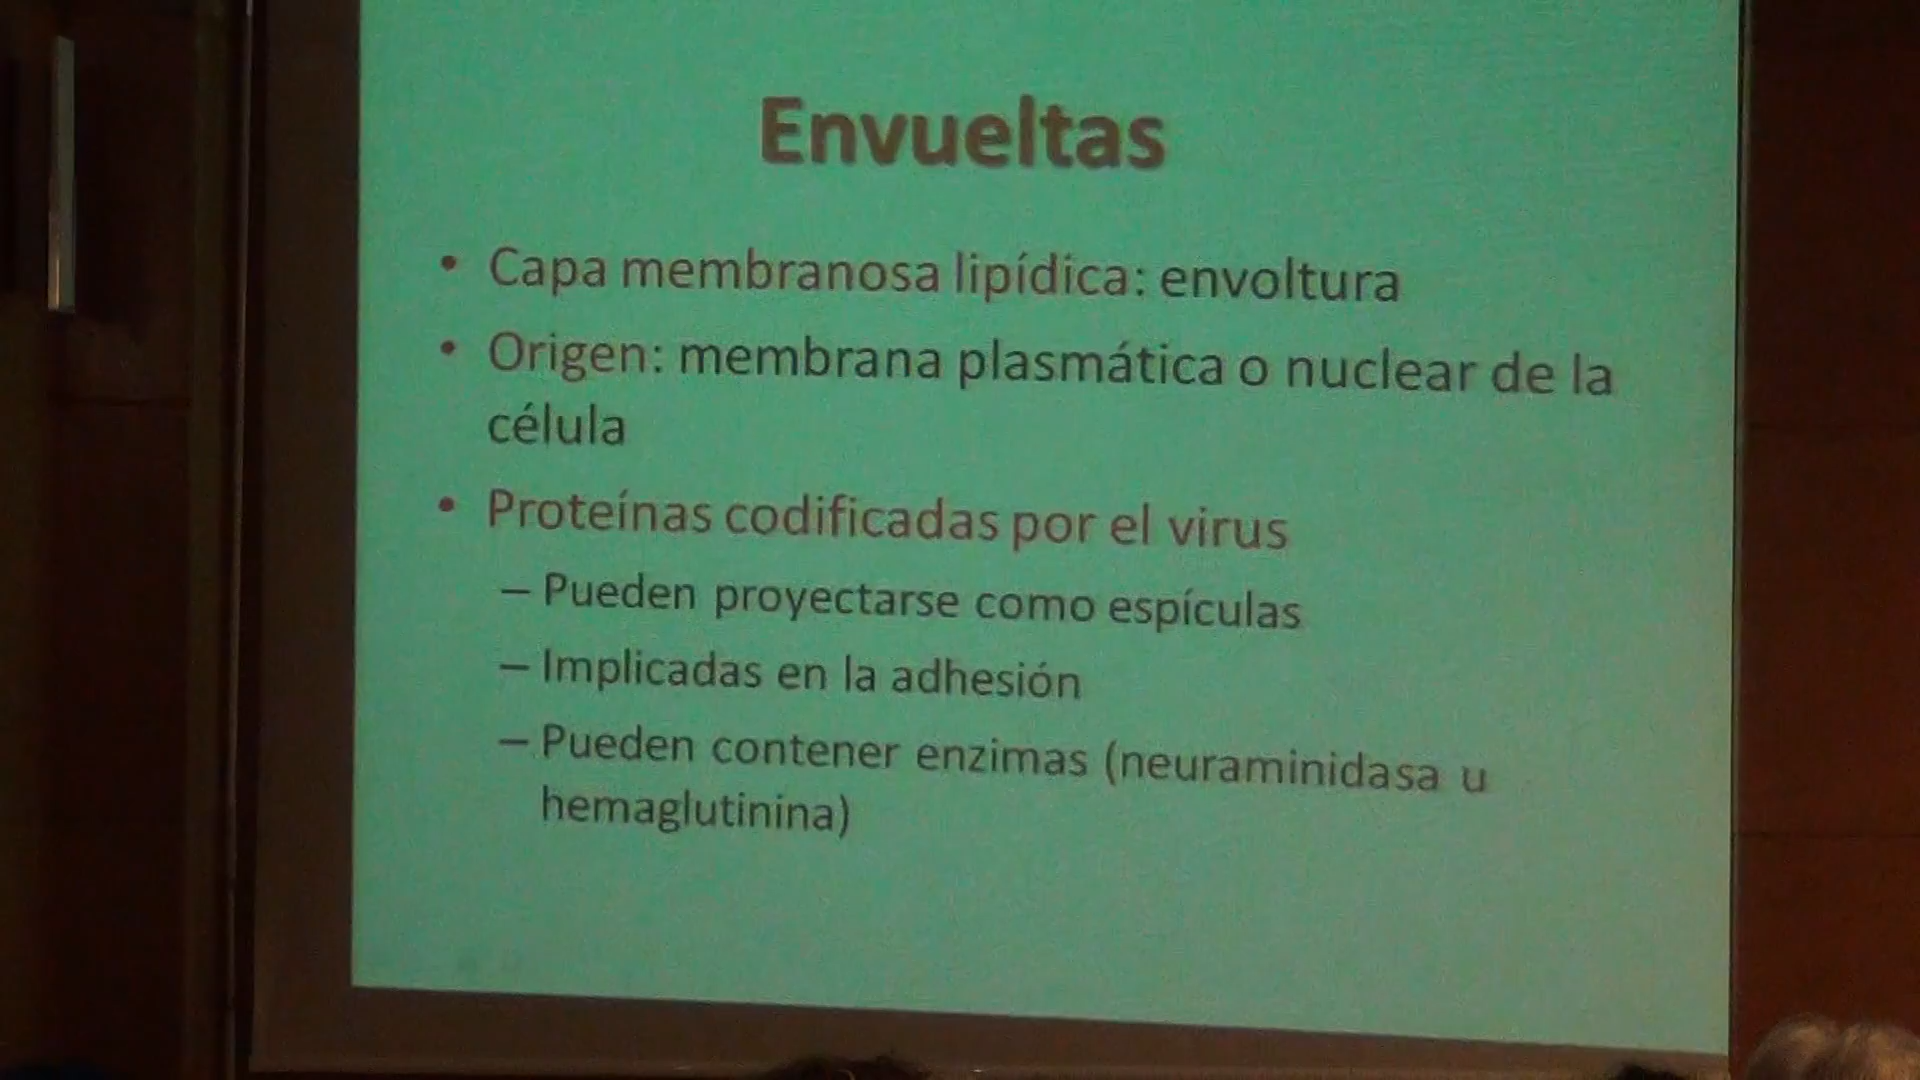 Envueltas
• Capa membranosa lipídica: envoltura
• Origen: membrana plasmática o nuclear de la
célula
• Proteínas codificadas por el virus
– Pueden proyectarse como espículas
– Implicadas en la adhesión
– Pueden contener enzimas (neuraminidasa u
hemaglutinina)